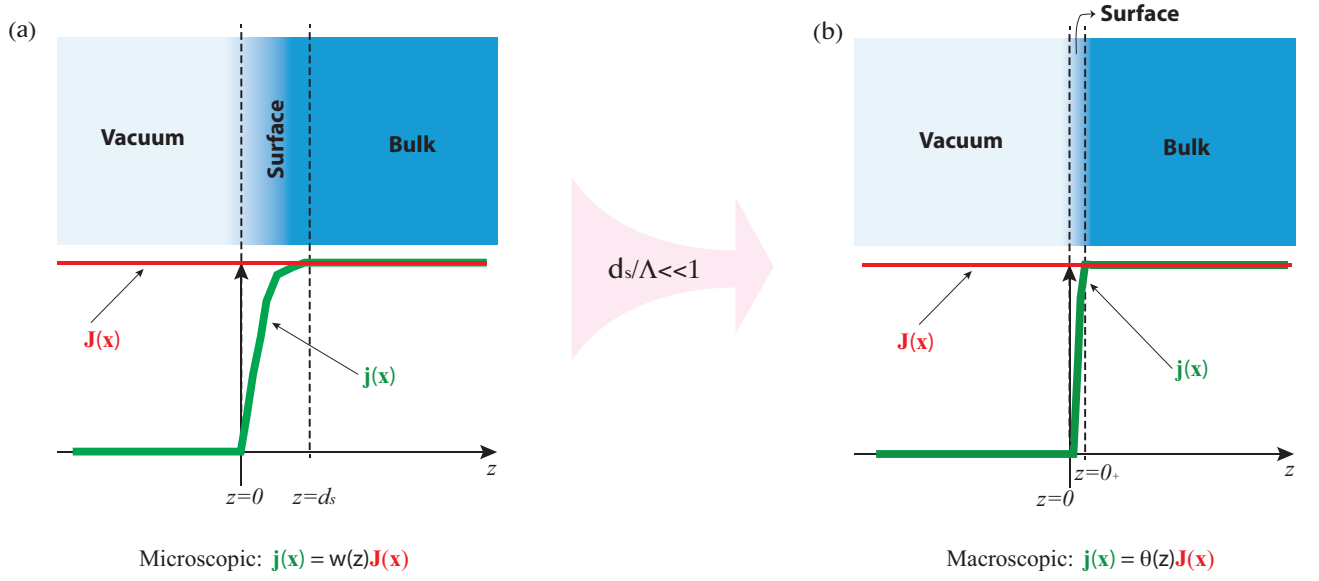 (a)
Vacuum
Surface
Bulk
J(x)
j(x)
z
z=0
z=dₛ
Microscopic: j(x) = w(z)J(x)
dₛ/Λ<<1
(b)
Surface
Vacuum
Bulk
J(x)
j(x)
z
z=0₊
z=0
Macroscopic: j(x) = θ(z)J(x)